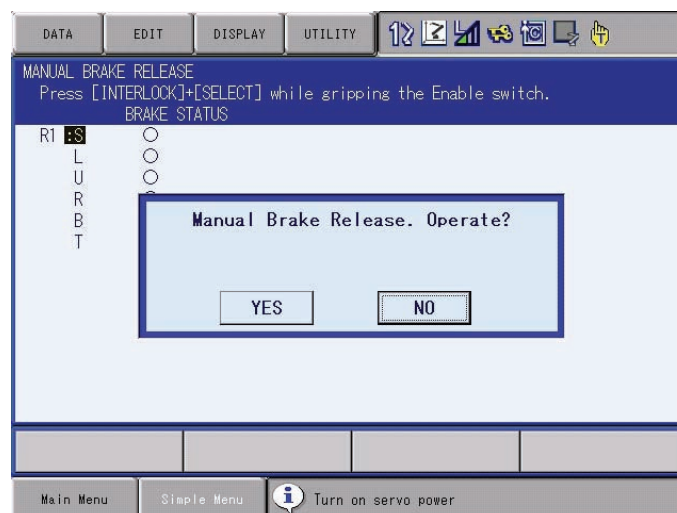 DATA EDIT DISPLAY UTILITY
MANUAL BRAKE RELEASE
Press [INTERLOCK]+[SELECT] while gripping the Enable switch.
BRAKE STATUS
R1 :S
L
U
R
B
T
Manual Brake Release. Operate?
YES NO
Main Menu Simple Menu Turn on servo power